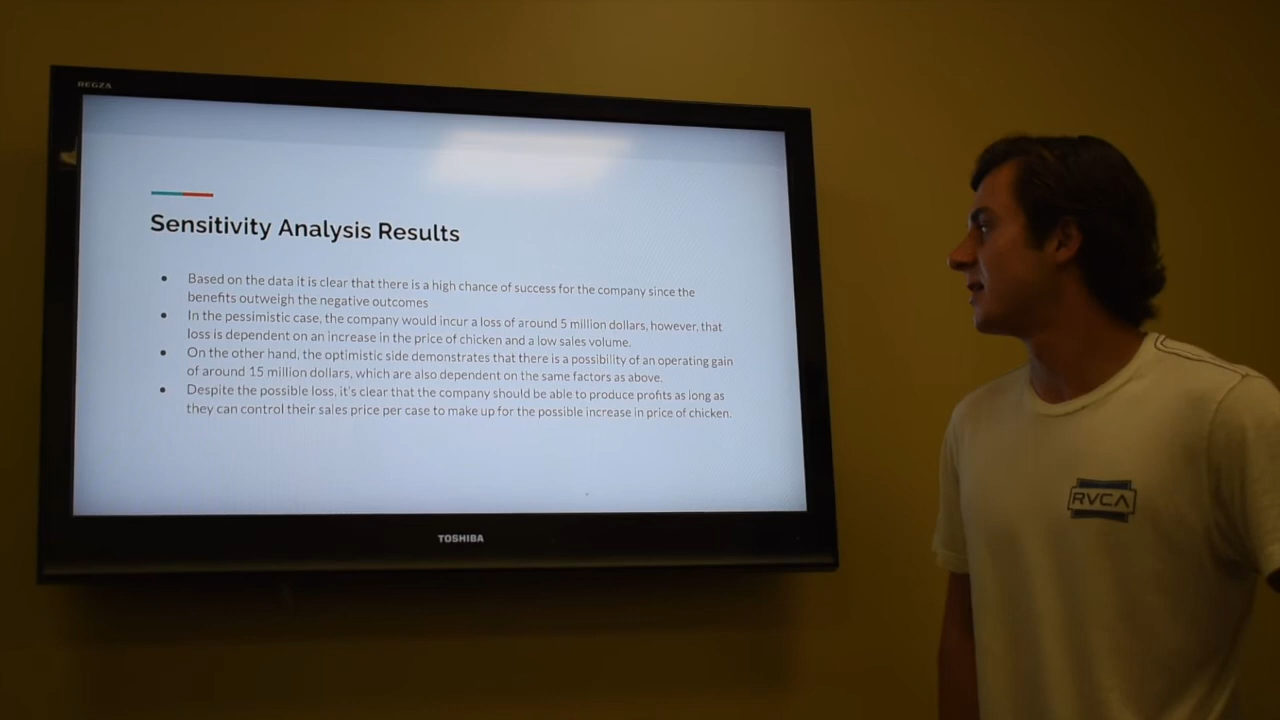 REGZA
Sensitivity Analysis Results
● Based on the data it is clear that there is a high chance of success for the company since the
benefits outweigh the negative outcomes
● In the pessimistic case, the company would incur a loss of around 5 million dollars, however, that
loss is dependent on an increase in the price of chicken and a low sales volume.
● On the other hand, the optimistic side demonstrates that there is a possibility of an operating gain
of around 15 million dollars, which are also dependent on the same factors as above.
● Despite the possible loss, it's clear that the company should be able to produce profits as long as
they can control their sales price per case to make up for the possible increase in price of chicken.
TOSHIBA
RVCA